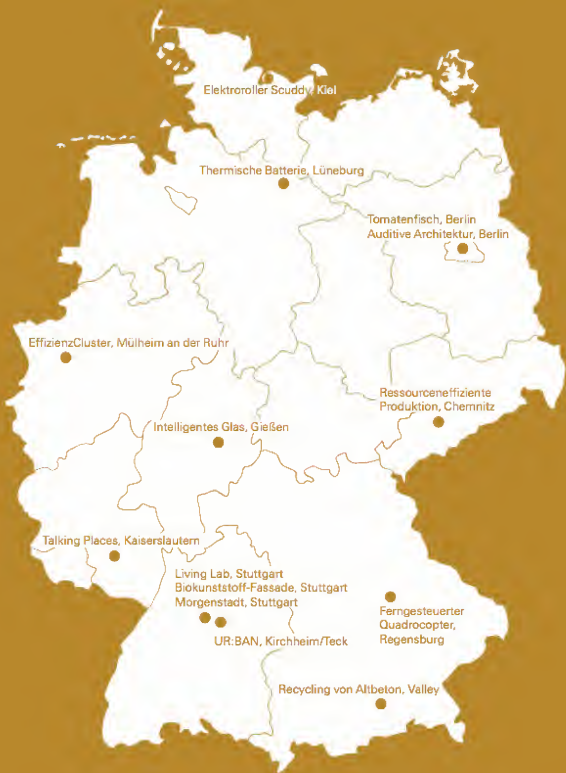 Elektroroller Scuddy, Kiel
Thermische Batterie, Lüneburg
Tomatenfisch, Berlin
Auditive Architektur, Berlin
EffizienzCluster, Mülheim an der Ruhr
Ressourceneffiziente
Produktion, Chemnitz
Intelligentes Glas, Gießen
Talking Places, Kaiserslautern
Living Lab, Stuttgart
Biokunststoff-Fassade, Stuttgart
Morgenstadt, Stuttgart
UR:BAN, Kirchheim/Teck
Ferngesteuerter
Quadrocopter,
Regensburg
Recycling von Altbeton, Valley